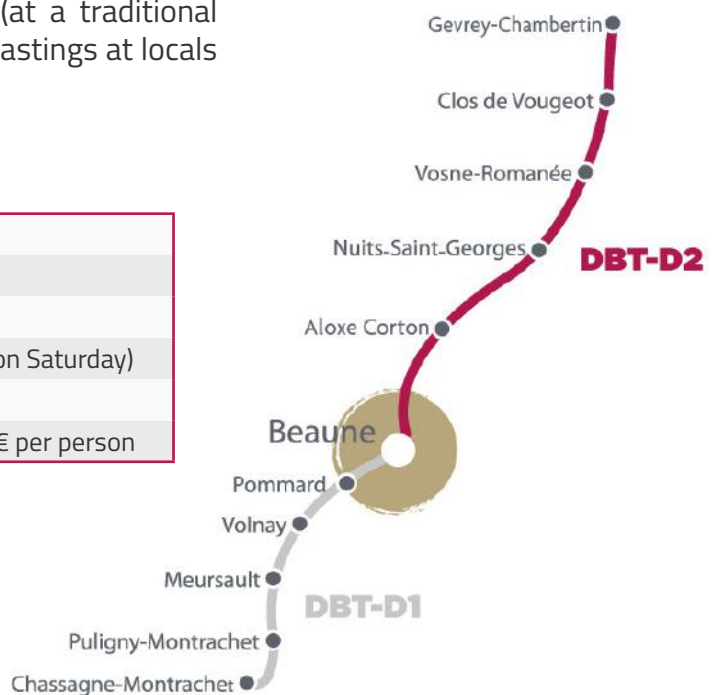 (at a traditional
astings at locals
on Saturday)
€ per person
Gevrey-Chambertin
Clos de Vougeot
Vosne-Romanée
Nuits-Saint-Georges
DBT-D2
Aloxe Corton
Beaune
Pommard
Volnay
Meursault
DBT-D1
Puligny-Montrachet
Chassagne-Montrachet